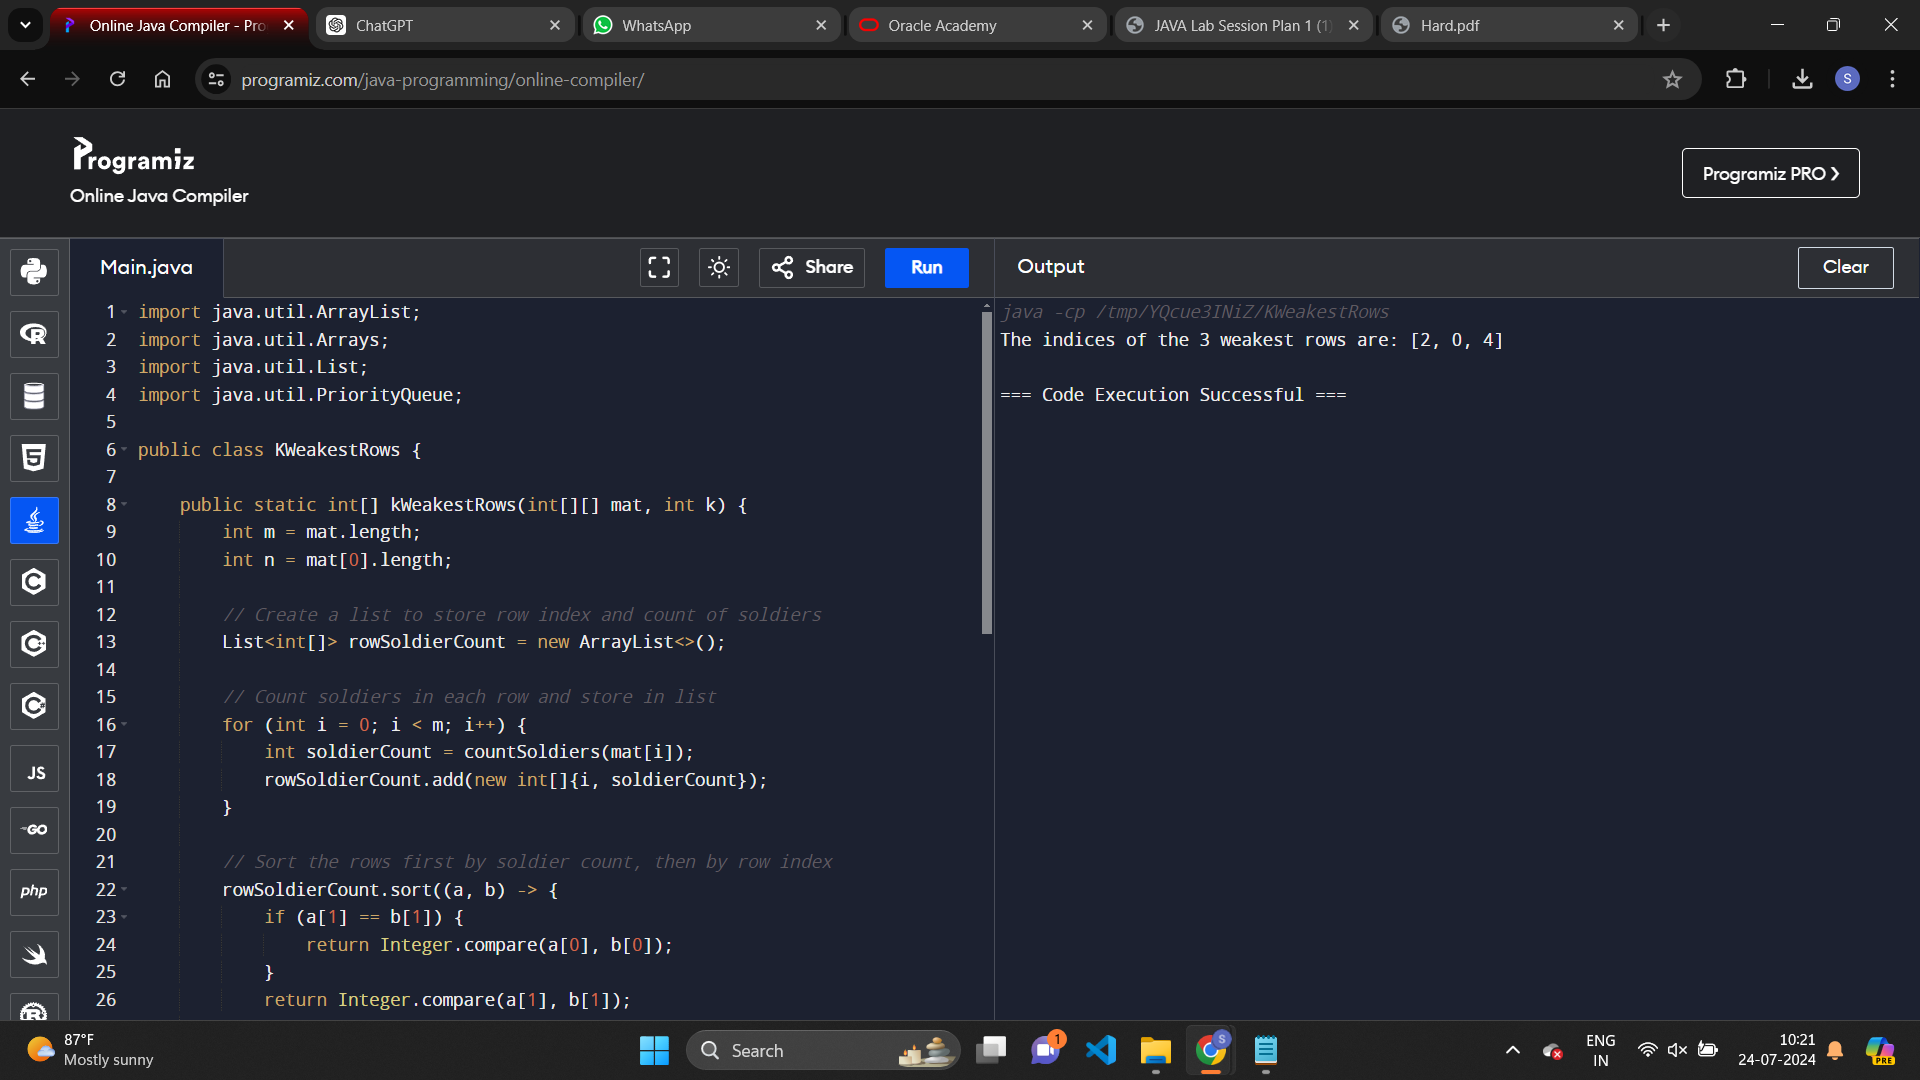 Online Java Compiler - Pro
ChatGPT
WhatsApp
Oracle Academy
JAVA Lab Session Plan 1 (1)
Hard.pdf
programiz.com/java-programming/online-compiler/
S
Programiz
Online Java Compiler
Programiz PRO
Main.java
Share
Run
Output
Clear
1 import java.util.ArrayList;
2 import java.util.Arrays;
3 import java.util.List;
4 import java.util.PriorityQueue;
5
6 public class KWeakestRows {
7
8 public static int[] kWeakestRows(int[][] mat, int k) {
9 int m = mat.length;
10 int n = mat[0].length;
11
12 // Create a list to store row index and count of soldiers
13 List<int[]> rowSoldierCount = new ArrayList<>();
14
15 // Count soldiers in each row and store in list
16 for (int i = 0; i < m; i++) {
17 int soldierCount = countSoldiers(mat[i]);
18 rowSoldierCount.add(new int[]{i, soldierCount});
19 }
20
21 // Sort the rows first by soldier count, then by row index
22 rowSoldierCount.sort((a, b) -> {
23 if (a[1] == b[1]) {
24 return Integer.compare(a[0], b[0]);
25 }
26 return Integer.compare(a[1], b[1]);
java -cp /tmp/YQcue3INiZ/KWeakestRows
The indices of the 3 weakest rows are: [2, 0, 4]
=== Code Execution Successful ===
R
5
C
C
C
JS
GO
php
R
87°F
Mostly sunny
Search
1
S
ENG
IN
10:21
24-07-2024
PRE